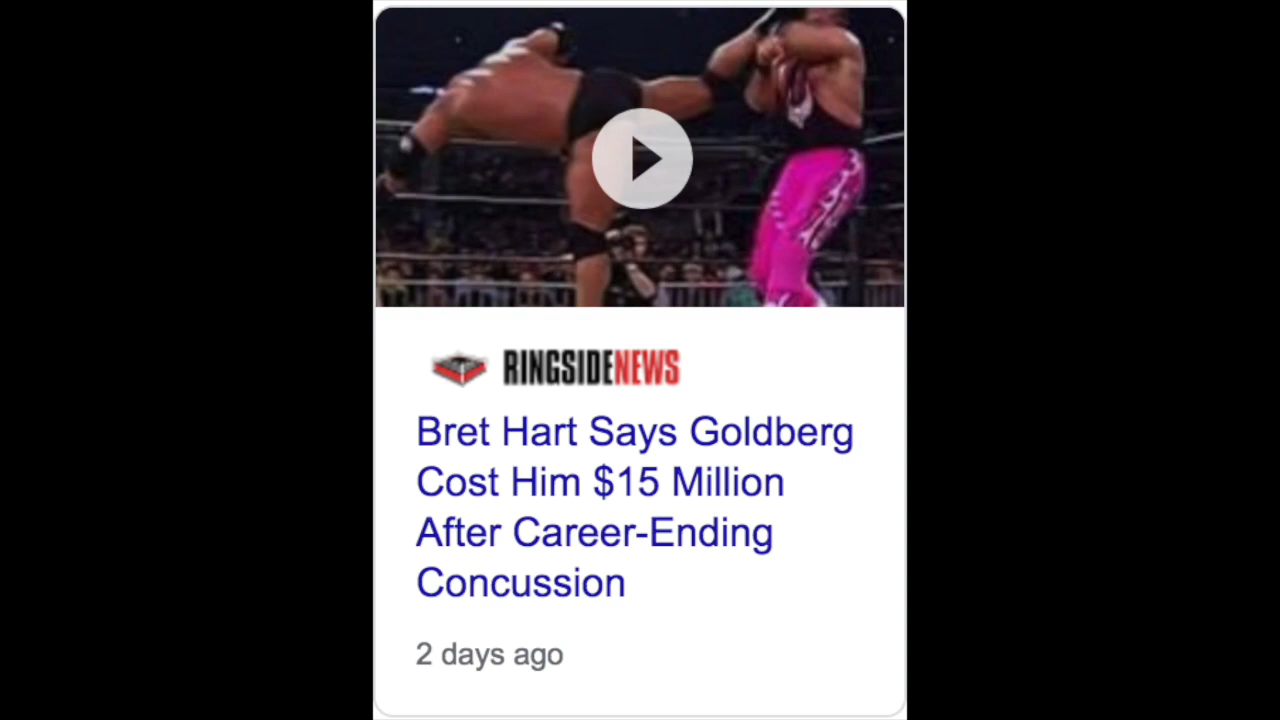 RINGSIDENEWS
Bret Hart Says Goldberg
Cost Him $15 Million
After Career-Ending
Concussion
2 days ago